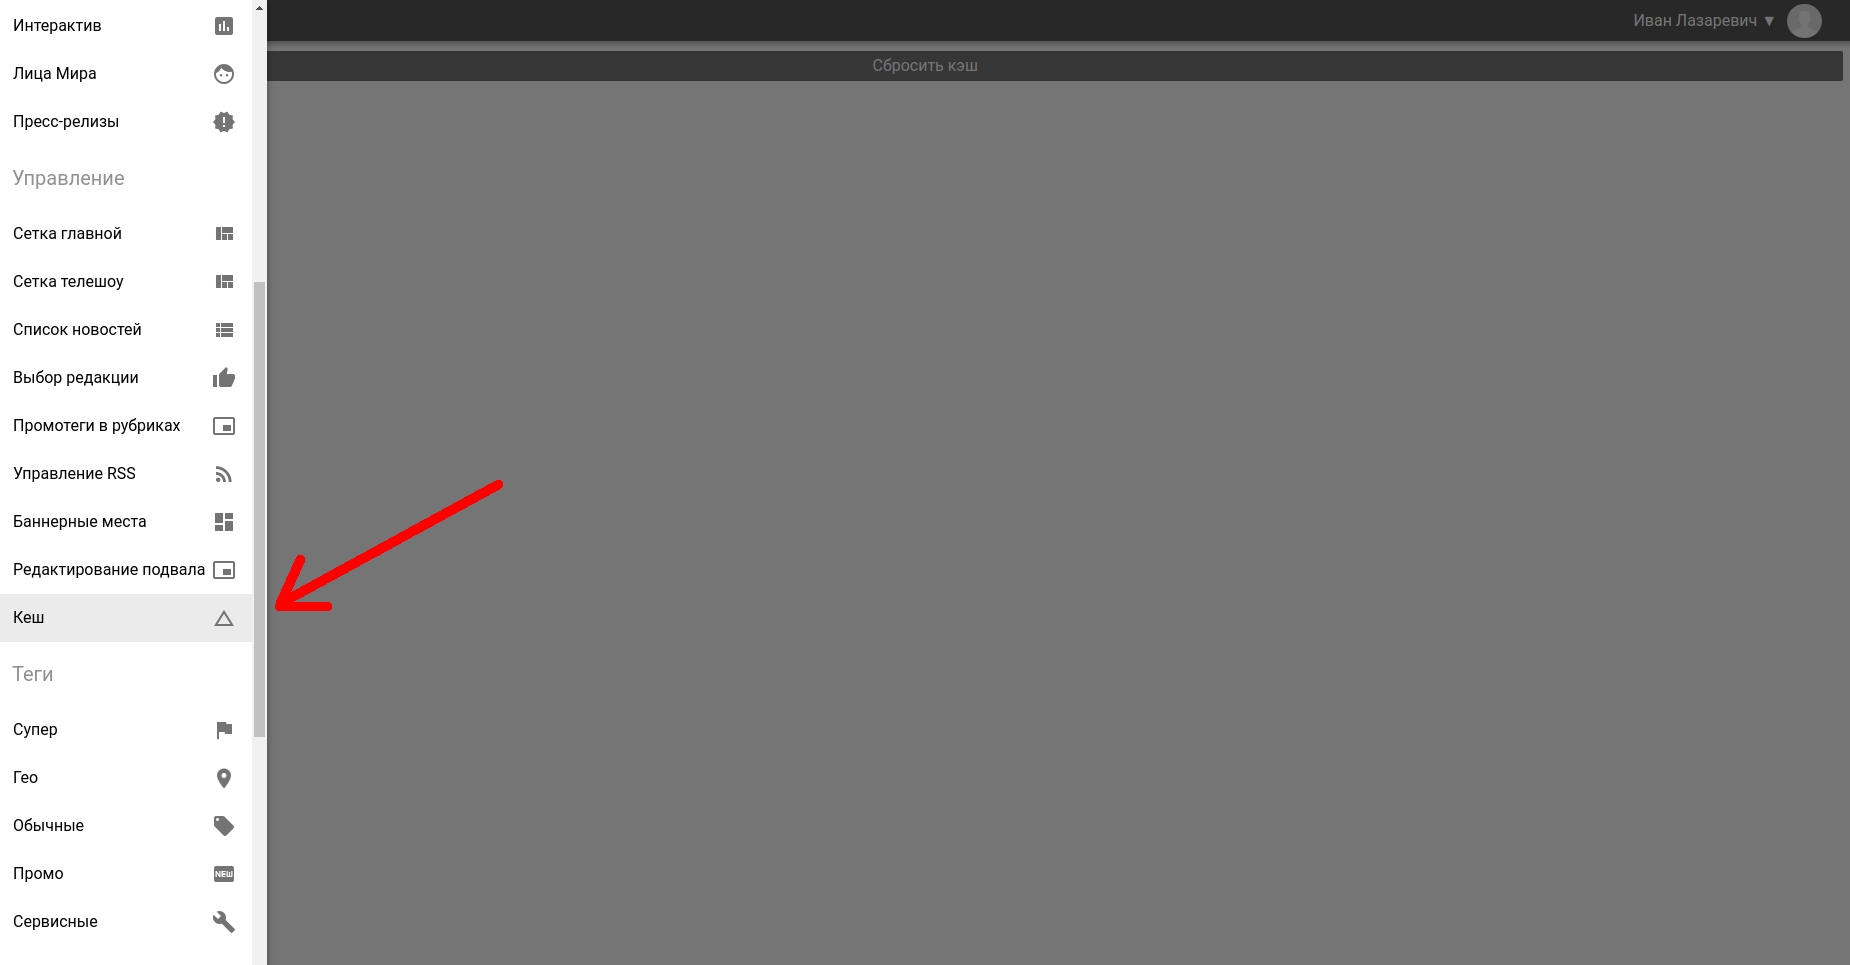 Интерактив
Лица Мира
Пресс-релизы
Управление
Сетка главной
Сетка телешоу
Список новостей
Выбор редакции
Промотеги в рубриках
Управление RSS
Баннерные места
Редактирование подвала
Кеш
Теги
Супер
Гео
Обычные
Промо
NEW
Сервисные
Иван Лазаревич ▼
Сбросить кэш